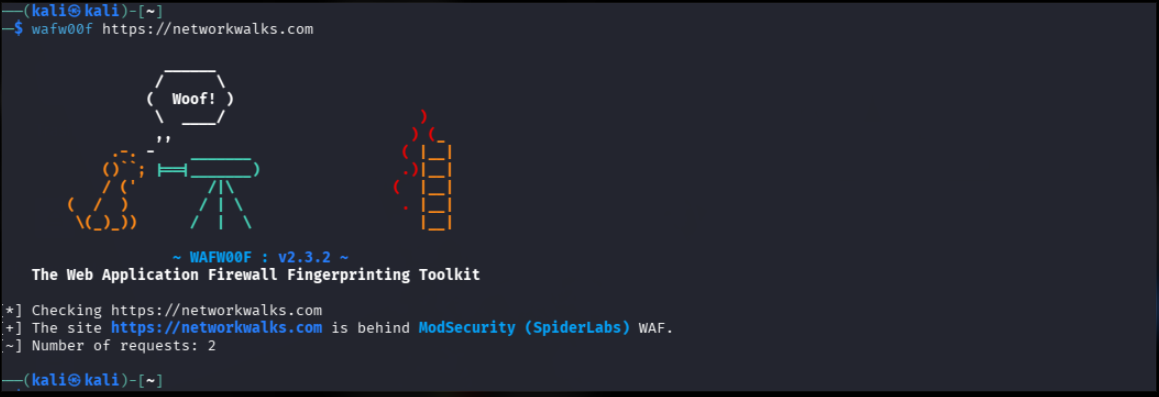 (kali㉿kali)-[~]
$ wafw00f https://networkwalks.com
Woof!
~ WAFW00F : v2.3.2 ~
The Web Application Firewall Fingerprinting Toolkit
[*] Checking https://networkwalks.com
[+] The site https://networkwalks.com is behind ModSecurity (SpiderLabs) WAF.
[~] Number of requests: 2
(kali㉿kali)-[~]